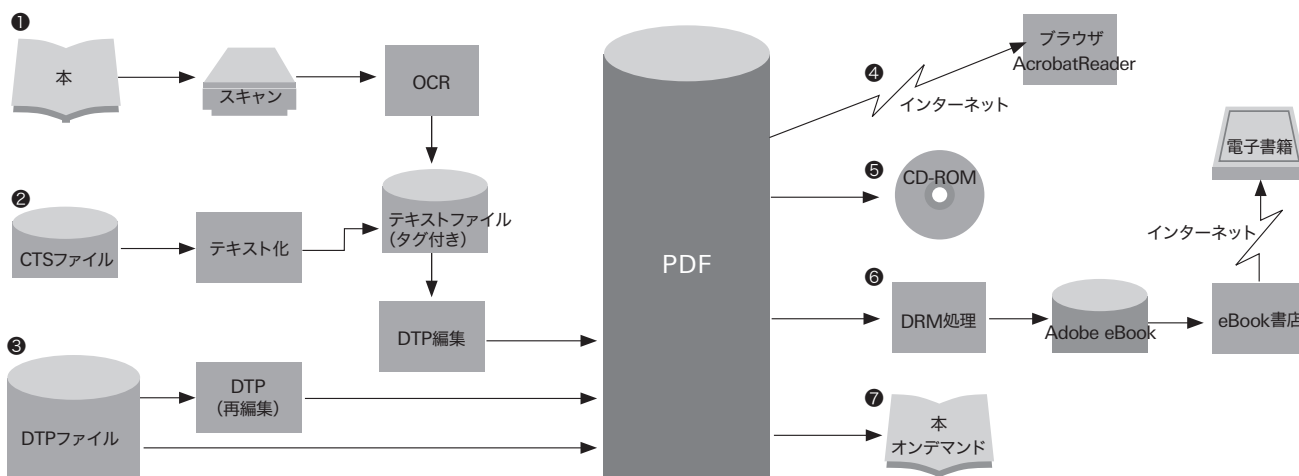 ❶
本
スキャン
OCR
❷
CTSファイル
テキスト化
テキストファイル
(タグ付き)
DTP編集
❸
DTPファイル
DTP
(再編集)
PDF
❹
インターネット
ブラウザ
AcrobatReader
❺
CD-ROM
❻
DRM処理
Adobe eBook
eBook書店
インターネット
電子書籍
❼
本
オンデマンド